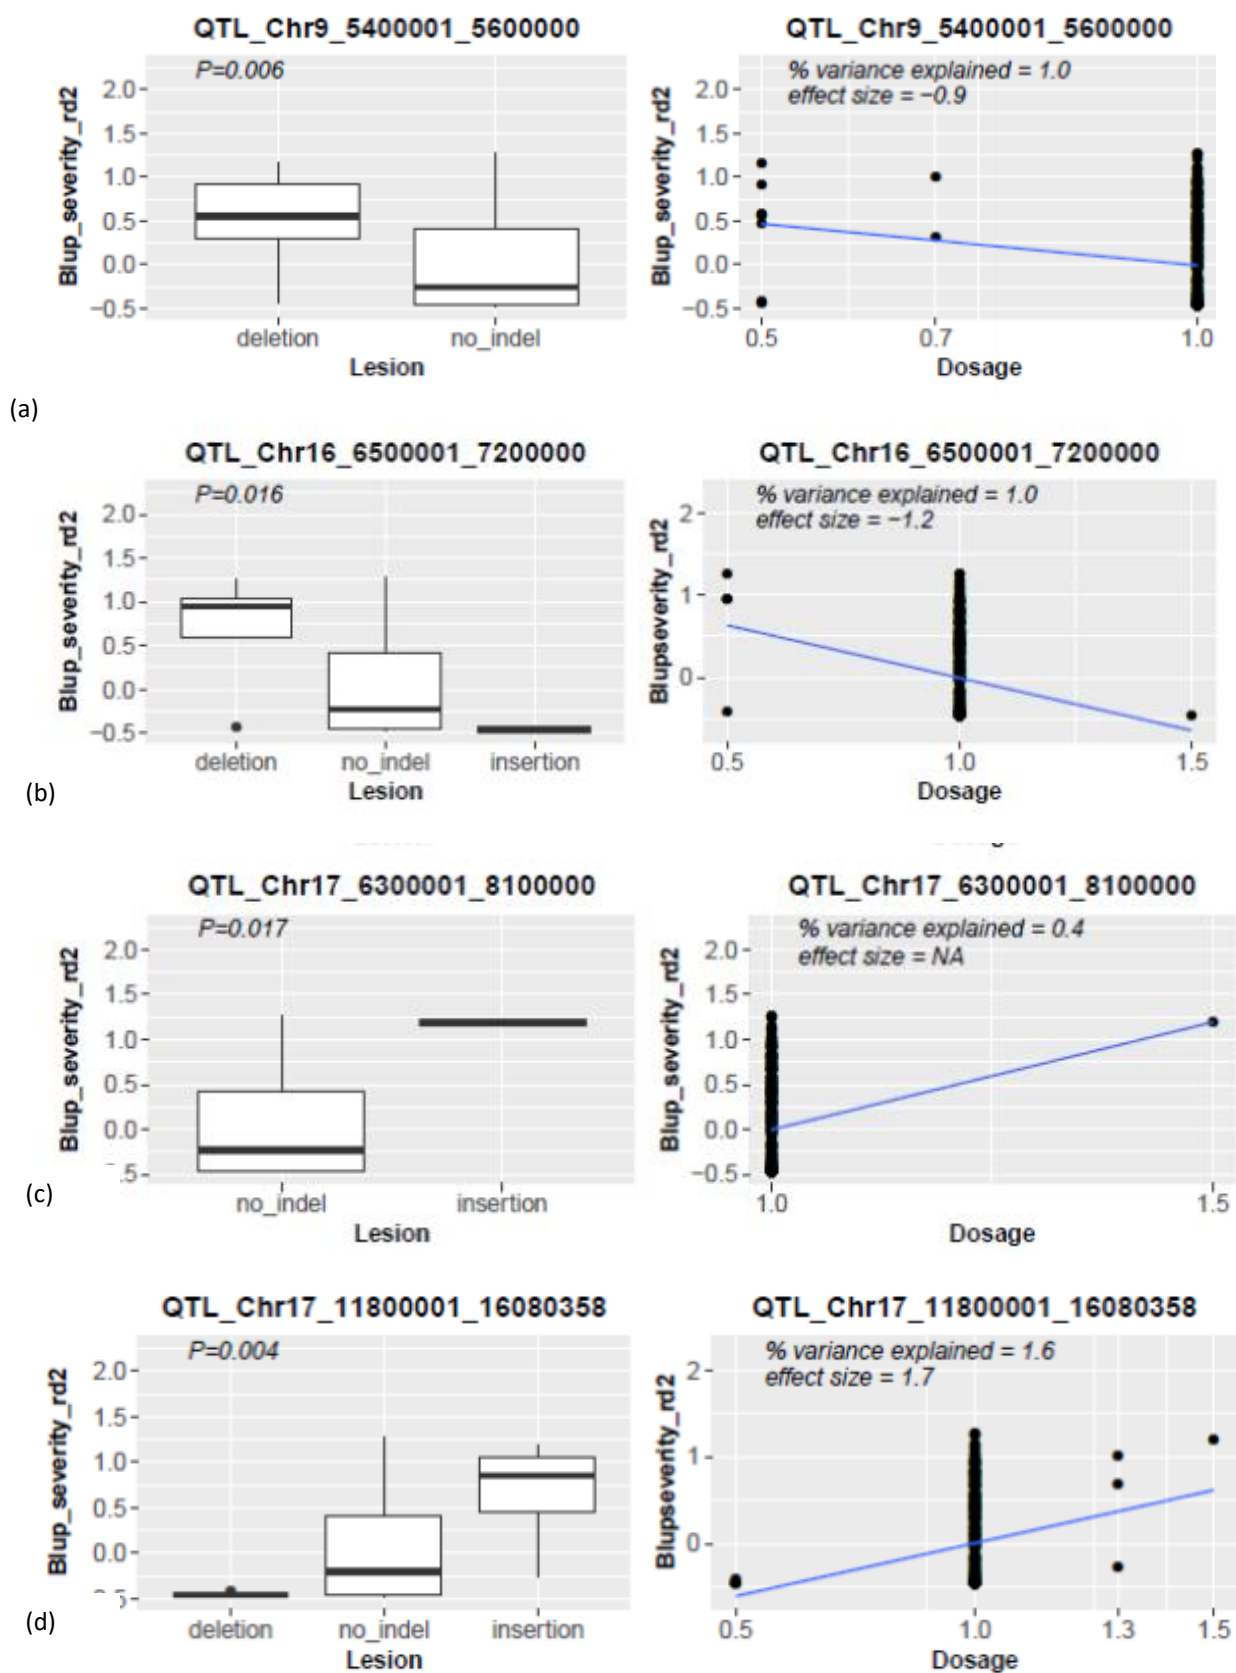 QTL_Chr9_5400001_5600000
P=0.006
2.0
1.5
1.0
0.5
0.0
−0.5
Blup_severity_rd2
deletion no_indel
Lesion
QTL_Chr9_5400001_5600000
% variance explained = 1.0
effect size = −0.9
2.0
1.5
1.0
0.5
0.0
−0.5
Blup_severity_rd2
0.5 0.7 1.0
Dosage
(a)
QTL_Chr16_6500001_7200000
P=0.016
2.0
1.5
1.0
0.5
0.0
−0.5
Blup_severity_rd2
deletion no_indel insertion
Lesion
QTL_Chr16_6500001_7200000
% variance explained = 1.0
effect size = −1.2
2
1
0
Blupseverity_rd2
0.5 1.0 1.5
Dosage
(b)
QTL_Chr17_6300001_8100000
P=0.017
2.0
1.5
1.0
0.5
0.0
Blup_severity_rd2
no_indel insertion
Lesion
QTL_Chr17_6300001_8100000
% variance explained = 0.4
effect size = NA
2.0
1.5
1.0
0.5
0.0
−0.5
Blup_severity_rd2
1.0 1.5
Dosage
(c)
QTL_Chr17_11800001_16080358
P=0.004
2.0
1.5
1.0
0.5
0.0
Blup_severity_rd2
deletion no_indel insertion
Lesion
QTL_Chr17_11800001_16080358
% variance explained = 1.6
effect size = 1.7
2
1
0
Blupseverity_rd2
0.5 1.0 1.3 1.5
Dosage
(d)